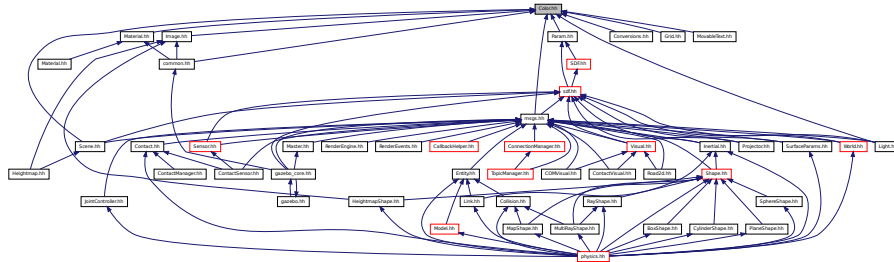 Color.hh
Material.hh
Image.hh
Param.hh
Conversions.hh
Grid.hh
MovableText.hh
Material.hh
common.hh
SDF.hh
sdf.hh
msgs.hh
Scene.hh
Contact.hh
Sensor.hh
Master.hh
RenderEngine.hh
RenderEvents.hh
CallbackHelper.hh
ConnectionManager.hh
Visual.hh
Inertial.hh
Projector.hh
SurfaceParams.hh
World.hh
Light.hh
Heightmap.hh
ContactManager.hh
ContactSensor.hh
gazebo_core.hh
Entity.hh
TopicManager.hh
COMVisual.hh
ContactVisual.hh
Road2d.hh
Shape.hh
JointController.hh
gazebo.hh
HeightmapShape.hh
Link.hh
Collision.hh
RayShape.hh
SphereShape.hh
Model.hh
MapShape.hh
MultiRayShape.hh
BoxShape.hh
CylinderShape.hh
PlaneShape.hh
physics.hh